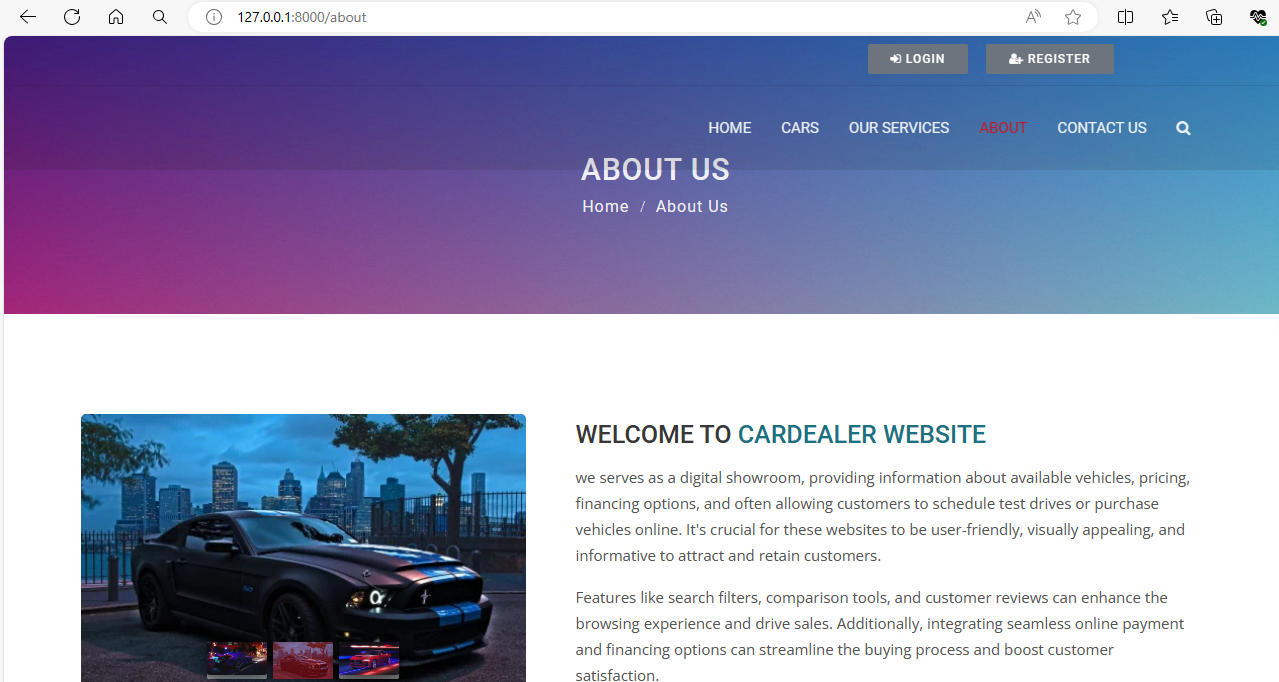 127.0.0.1:8000/about
LOGIN
REGISTER
HOME
CARS
OUR SERVICES
ABOUT
CONTACT US
ABOUT US
Home / About Us
WELCOME TO CARDEALER WEBSITE
we serves as a digital showroom, providing information about available vehicles, pricing,
financing options, and often allowing customers to schedule test drives or purchase
vehicles online. It's crucial for these websites to be user-friendly, visually appealing, and
informative to attract and retain customers.
Features like search filters, comparison tools, and customer reviews can enhance the
browsing experience and drive sales. Additionally, integrating seamless online payment
and financing options can streamline the buying process and boost customer
satisfaction.